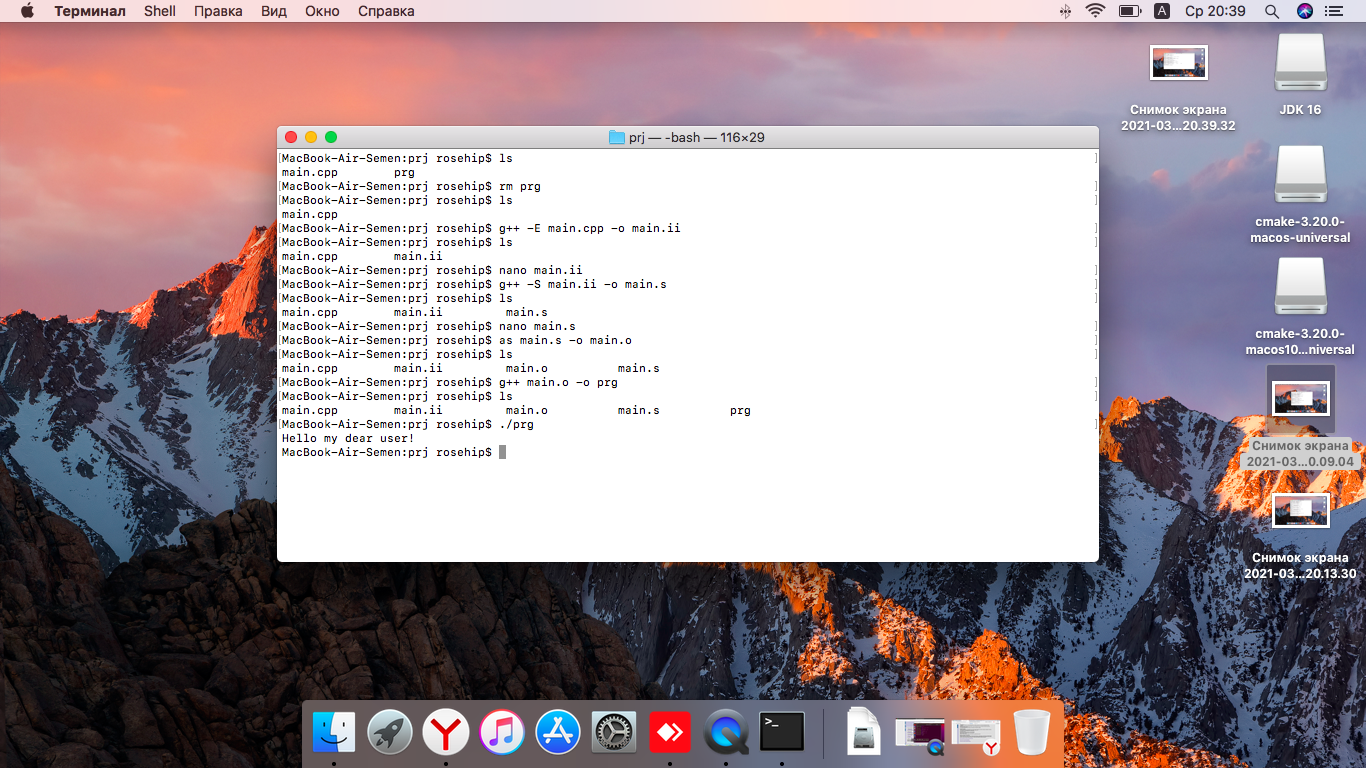 Терминал Shell Правка Вид Окно Справка A Ср 20:39
prj — -bash — 116×29
[MacBook-Air-Semen:prj rosehip$ ls ]
main.cpp prg
[MacBook-Air-Semen:prj rosehip$ rm prg ]
[MacBook-Air-Semen:prj rosehip$ ls ]
main.cpp
[MacBook-Air-Semen:prj rosehip$ g++ -E main.cpp -o main.ii ]
[MacBook-Air-Semen:prj rosehip$ ls ]
main.cpp main.ii
[MacBook-Air-Semen:prj rosehip$ nano main.ii ]
[MacBook-Air-Semen:prj rosehip$ g++ -S main.ii -o main.s ]
[MacBook-Air-Semen:prj rosehip$ ls ]
main.cpp main.ii main.s
[MacBook-Air-Semen:prj rosehip$ nano main.s ]
[MacBook-Air-Semen:prj rosehip$ as main.s -o main.o ]
[MacBook-Air-Semen:prj rosehip$ ls ]
main.cpp main.ii main.o main.s
[MacBook-Air-Semen:prj rosehip$ g++ main.o -o prg ]
[MacBook-Air-Semen:prj rosehip$ ls ]
main.cpp main.ii main.o main.s prg
[MacBook-Air-Semen:prj rosehip$ ./prg ]
Hello my dear user!
MacBook-Air-Semen:prj rosehip$
Снимок экрана
2021-03...20.39.32
JDK 16
cmake-3.20.0-
macos-universal
cmake-3.20.0-
macos10...niversal
Снимок экрана
2021-03...0.09.04
Снимок экрана
2021-03...20.13.30
>_